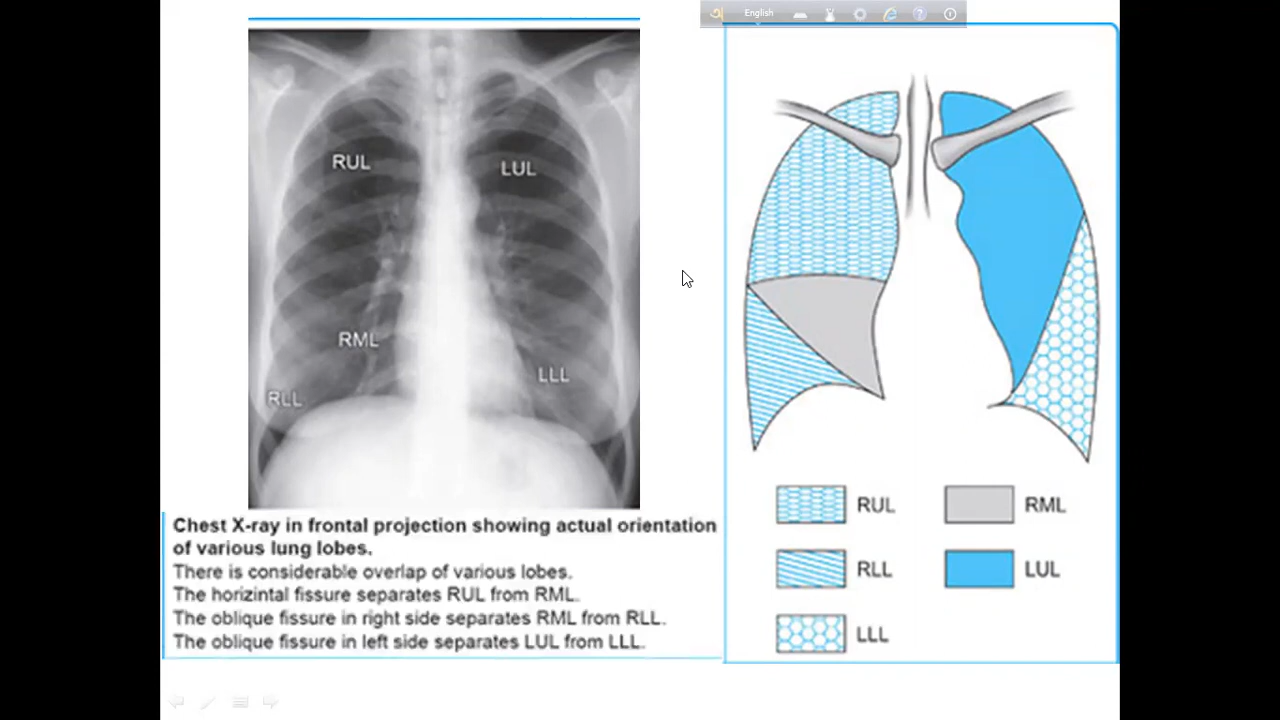 English
RUL
LUL
RML
LLL
RLL
Chest X-ray in frontal projection showing actual orientation
of various lung lobes.
There is considerable overlap of various lobes.
The horizintal fissure separates RUL from RML.
The oblique fissure in right side separates RML from RLL.
The oblique fissure in left side separates LUL from LLL.
RUL
RML
RLL
LUL
LLL